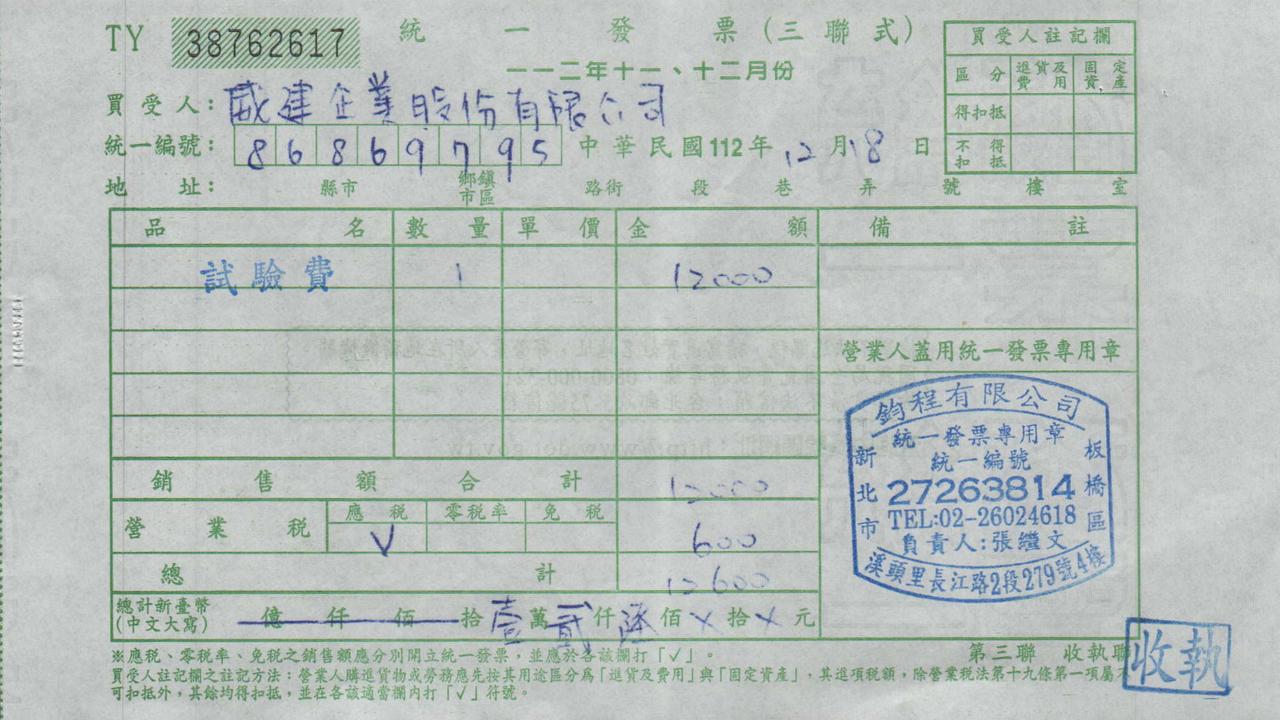 TY 38762617 統一發票(三聯式)
一一二年十一、十二月份
買受人註記欄
區分 進貨及費用 固定資產
得扣抵
不得扣抵
買受人:威建企業股份有限公司
統一編號:86869795 中華民國112年12月18日
地址: 縣市 鄉鎮市區 路街 段 巷 弄 號 樓 室
品名 數量 單價 金額 備註
試驗費 1 12000
營業人蓋用統一發票專用章
鈞程有限公司
統一發票專用章
統一編號
新北市 27263814 板橋區
TEL:02-26024618
負責人:張繼文
溪頭里長江路2段279號4樓
銷售額合計 12000
營業稅 應稅 零稅率 免稅
V 600
總計 12600
總計新臺幣(中文大寫) 億 仟 佰 拾 壹 萬 貳 仟 陸 佰 X 拾 X 元
※應稅、零稅率、免稅之銷售額應分別開立統一發票,並應於各該欄打「V」。
第三聯 收執聯
收執
買受人註記欄之註記方法:營業人購進貨物或勞務應先按其用途區分為「進貨及費用」與「固定資產」,其進項稅額,除營業稅法第十九條第一項屬不
可扣抵外,其餘均得扣抵,並在各該適當欄內打「V」符號。